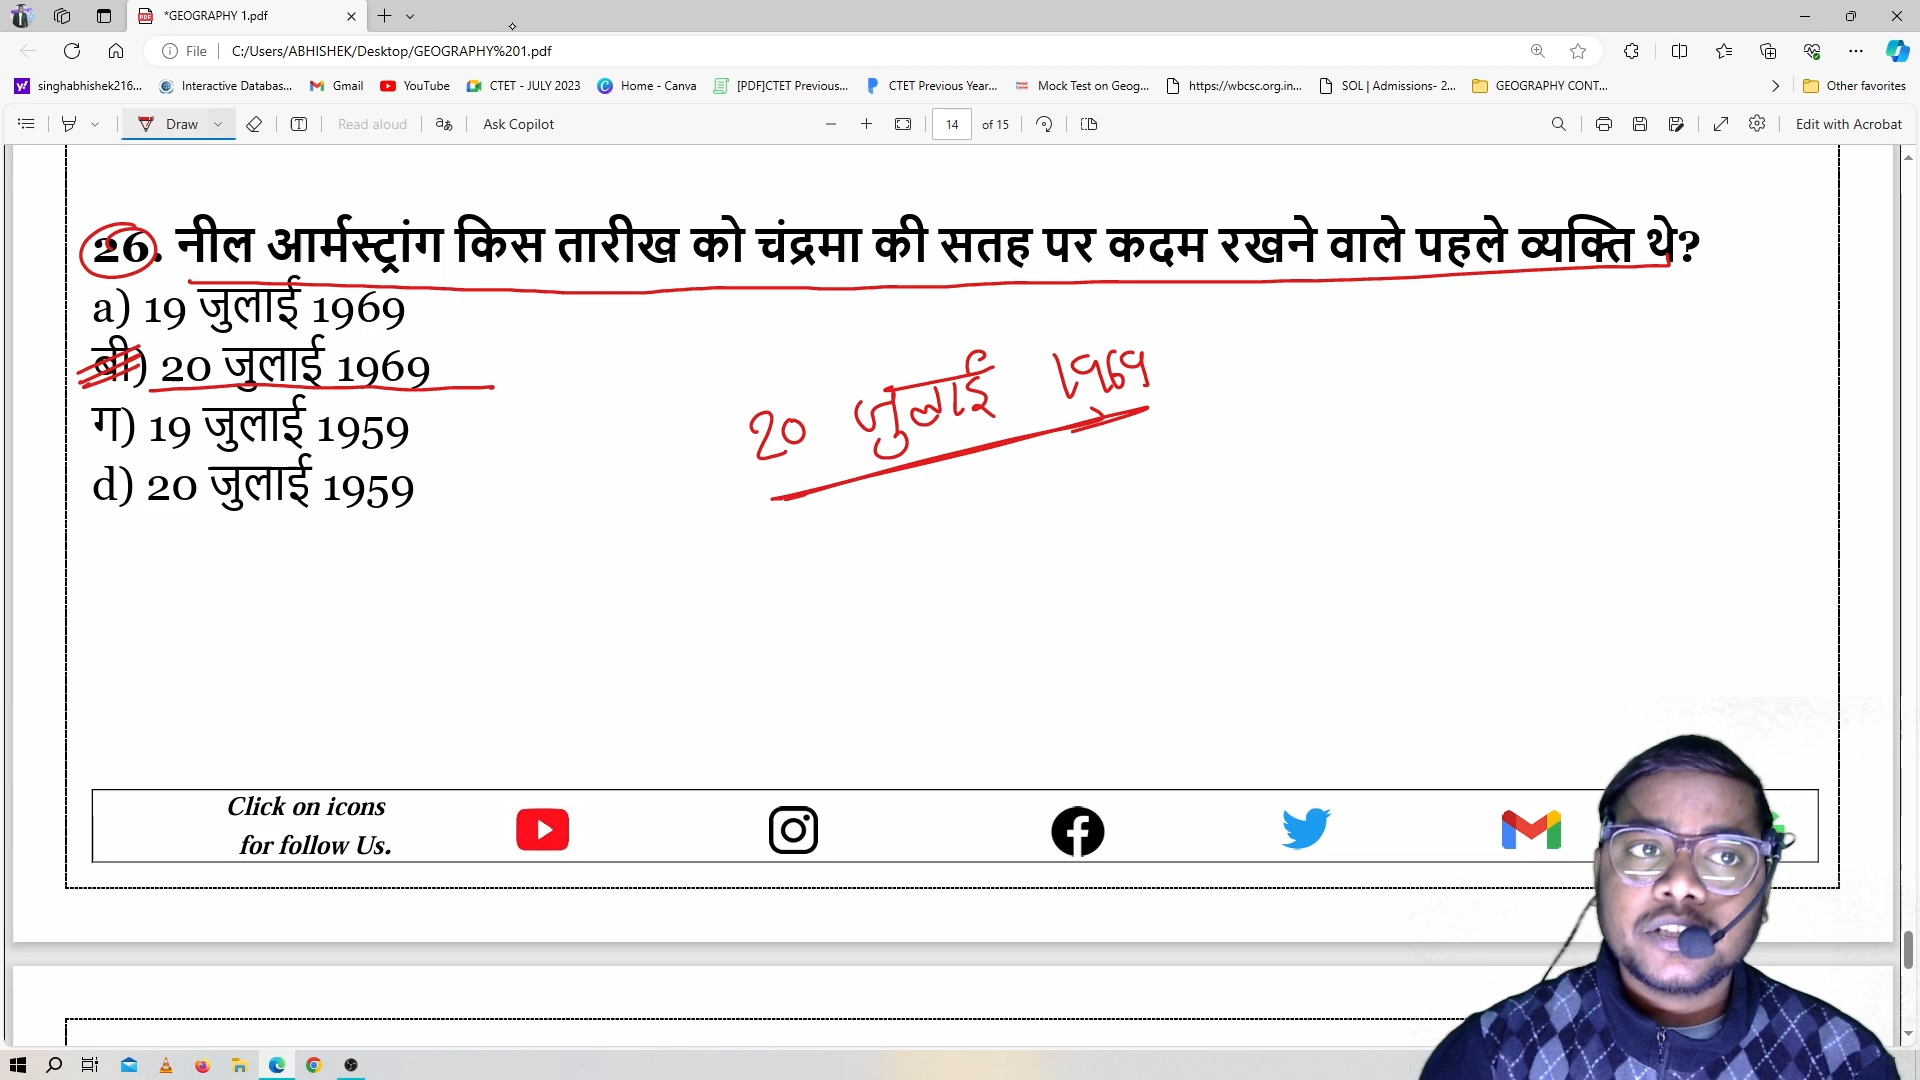 *GEOGRAPHY 1.pdf
File C:/Users/ABHISHEK/Desktop/GEOGRAPHY%201.pdf
singhabhishek216... Interactive Databas... Gmail YouTube CTET - JULY 2023 Home - Canva [PDF]CTET Previous... CTET Previous Year... Mock Test on Geog... https://wbcsc.org.in... SOL | Admissions- 2... GEOGRAPHY CONT... Other favorites
Draw Read aloud Ask Copilot 14 of 15 Edit with Acrobat
26. नील आर्मस्ट्रांग किस तारीख को चंद्रमा की सतह पर कदम रखने वाले पहले व्यक्ति थे?
a) 19 जुलाई 1969
बी) 20 जुलाई 1969
ग) 19 जुलाई 1959
d) 20 जुलाई 1959
20 जुलाई 1969
Click on icons
for follow Us.